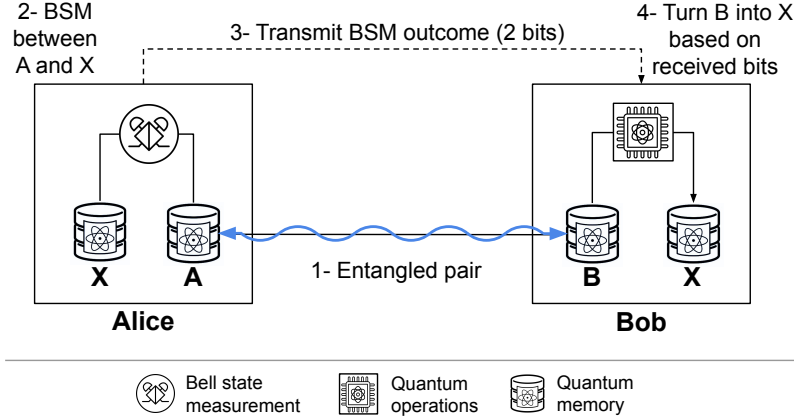 2- BSM
between
A and X
3- Transmit BSM outcome (2 bits)
4- Turn B into X
based on
received bits
X
A
B
X
1- Entangled pair
Alice
Bob
Bell state
measurement
Quantum
operations
Quantum
memory